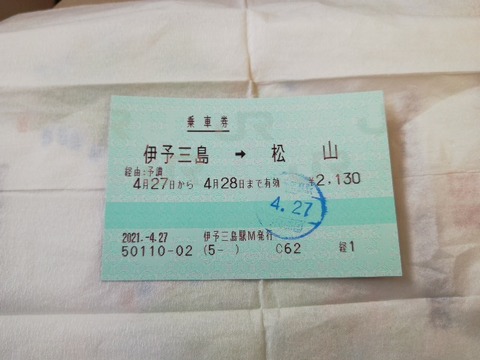 乗車券
伊予三島 → 松山
経由:予讃
4月27日から 4月28日まで有効 ¥2,130
4.27
2021.-4.27 伊予三島駅M発行
50110-02 (5- ) C62 経1